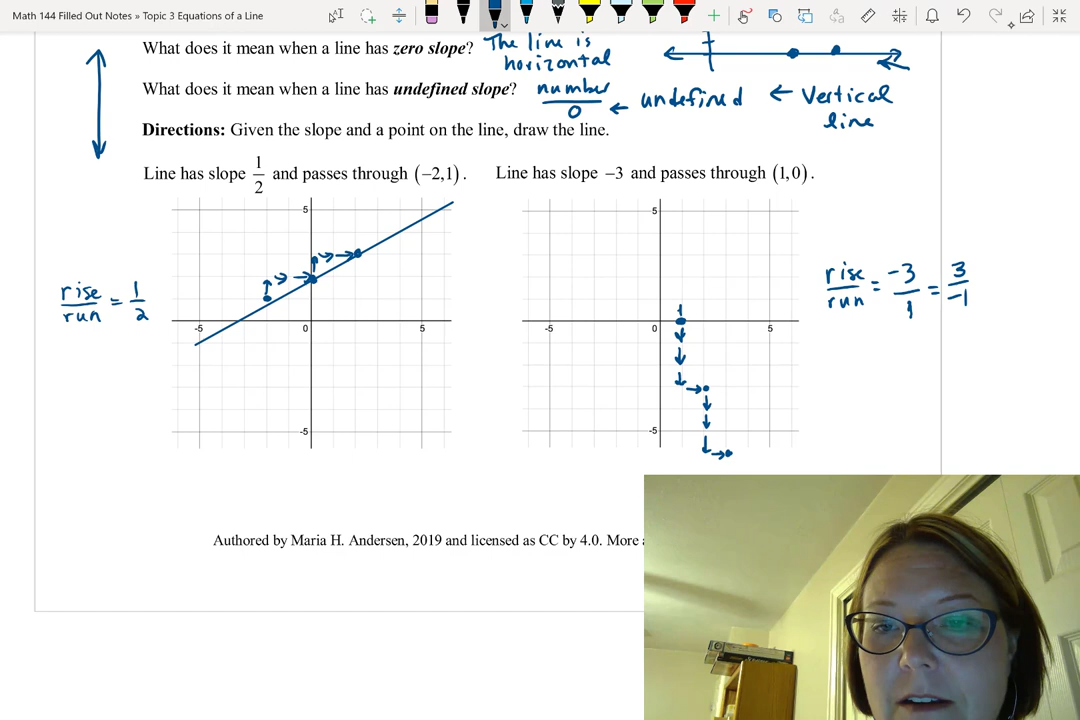 Math 144 Filled Out Notes » Topic 3 Equations of a Line
What does it mean when a line has zero slope? The line is
horizontal
What does it mean when a line has undefined slope? number
0 ← undefined ← Vertical
line
Directions: Given the slope and a point on the line, draw the line.
Line has slope 1/2 and passes through (−2,1). Line has slope −3 and passes through (1,0).
5 5
rise/run = 1/2
rise/run = -3/1 = 3/-1
-5 0 5 -5 0 5
-5 -5
Authored by Maria H. Andersen, 2019 and licensed as CC by 4.0. More